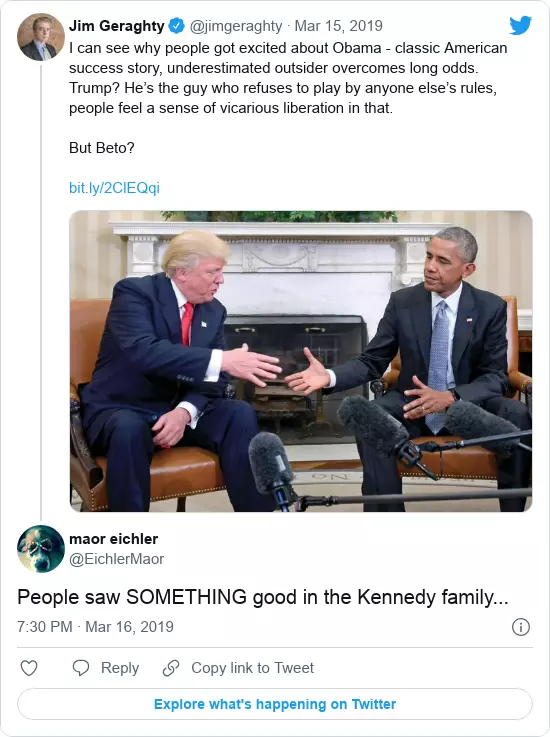 Jim Geraghty @jimgeraghty · Mar 15, 2019
I can see why people got excited about Obama - classic American
success story, underestimated outsider overcomes long odds.
Trump? He’s the guy who refuses to play by anyone else’s rules,
people feel a sense of vicarious liberation in that.
But Beto?
bit.ly/2ClEQqi
maor eichler
@EichlerMaor
People saw SOMETHING good in the Kennedy family...
7:30 PM · Mar 16, 2019
Reply
Copy link to Tweet
Explore what's happening on Twitter